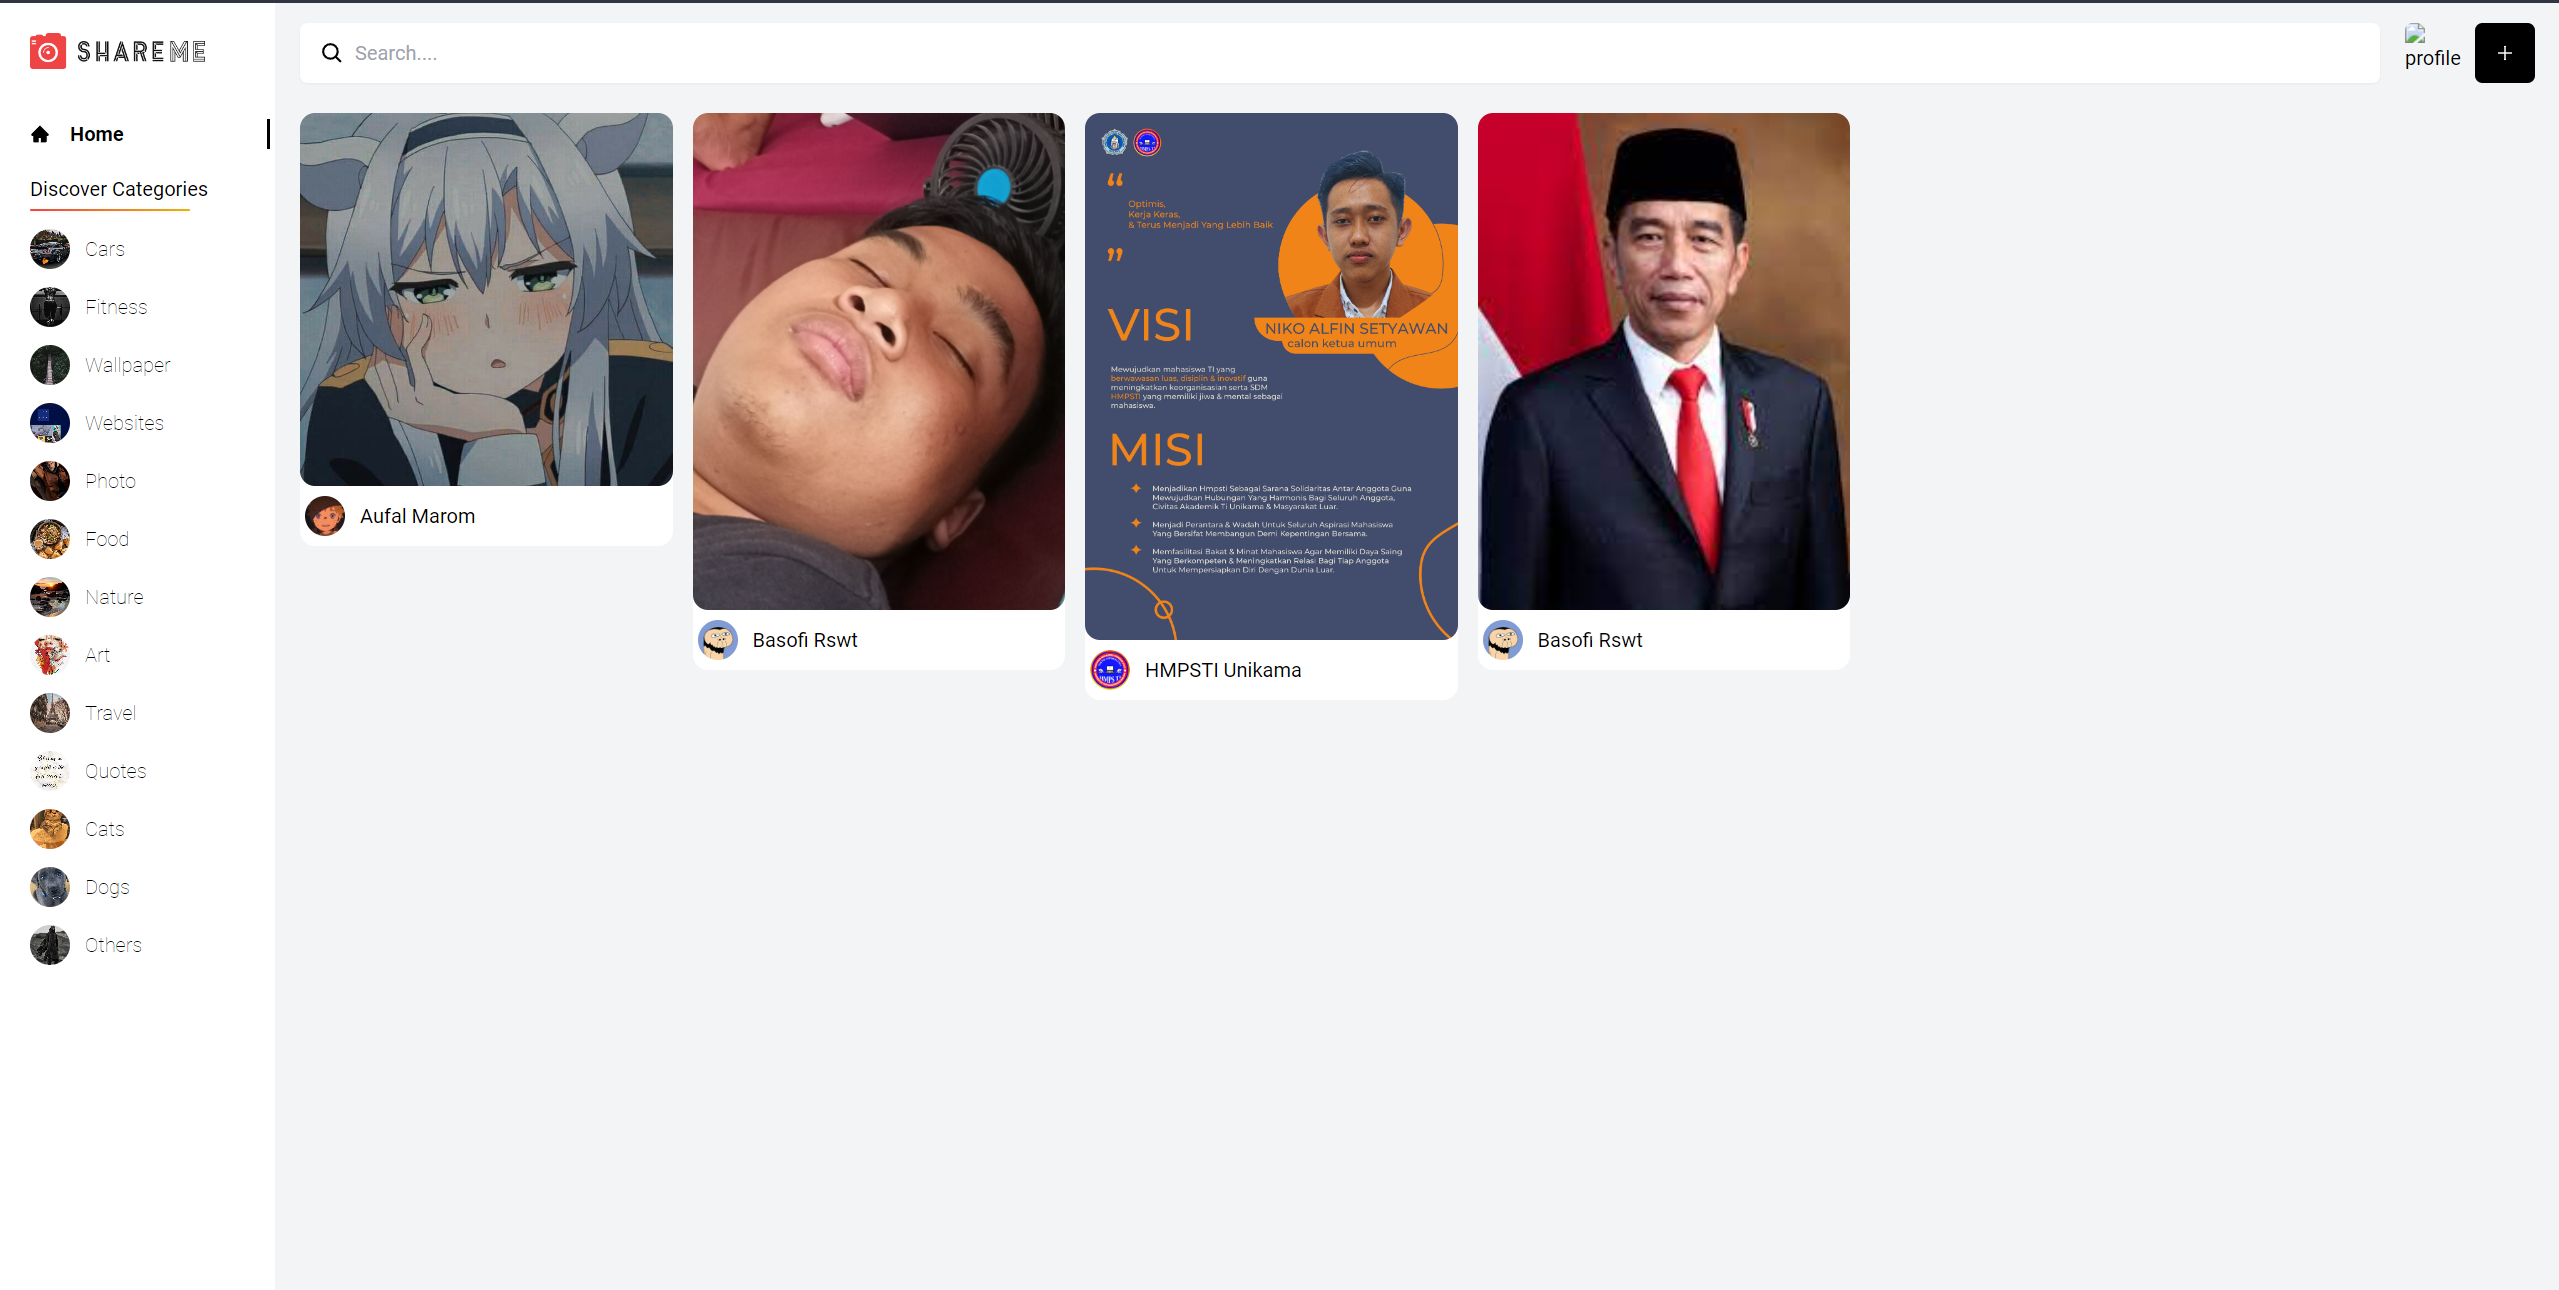 SHAREME
Search....
profile
Home
Discover Categories
Cars
Fitness
Wallpaper
Websites
Photo
Food
Nature
Art
Travel
Quotes
Cats
Dogs
Others
Aufal Marom
Basofi Rswt
“
Optimis,
Kerja Keras,
& Terus Menjadi Yang Lebih Baik
”
NIKO ALFIN SETYAWAN
calon ketua umum
VISI
Mewujudkan mahasiswa TI yang
berwawasan luas, disiplin & inovatif guna
meningkatkan keorganisasian serta SDM
HMPSTI yang memiliki jiwa & mental sebagai
mahasiswa.
MISI
Menjadikan Hmpsti Sebagai Sarana Solidaritas Antar Anggota Guna
Mewujudkan Hubungan Yang Harmonis Bagi Seluruh Anggota,
Civitas Akademik Ti Unikama & Masyarakat Luar.
Menjadi Perantara & Wadah Untuk Seluruh Aspirasi Mahasiswa
Yang Bersifat Membangun Demi Kepentingan Bersama.
Memfasilitasi Bakat & Minat Mahasiswa Agar Memiliki Daya Saing
Yang Berkompeten & Meningkatkan Relasi Bagi Tiap Anggota
Untuk Mempersiapkan Diri Dengan Dunia Luar.
HMPSTI Unikama
Basofi Rswt